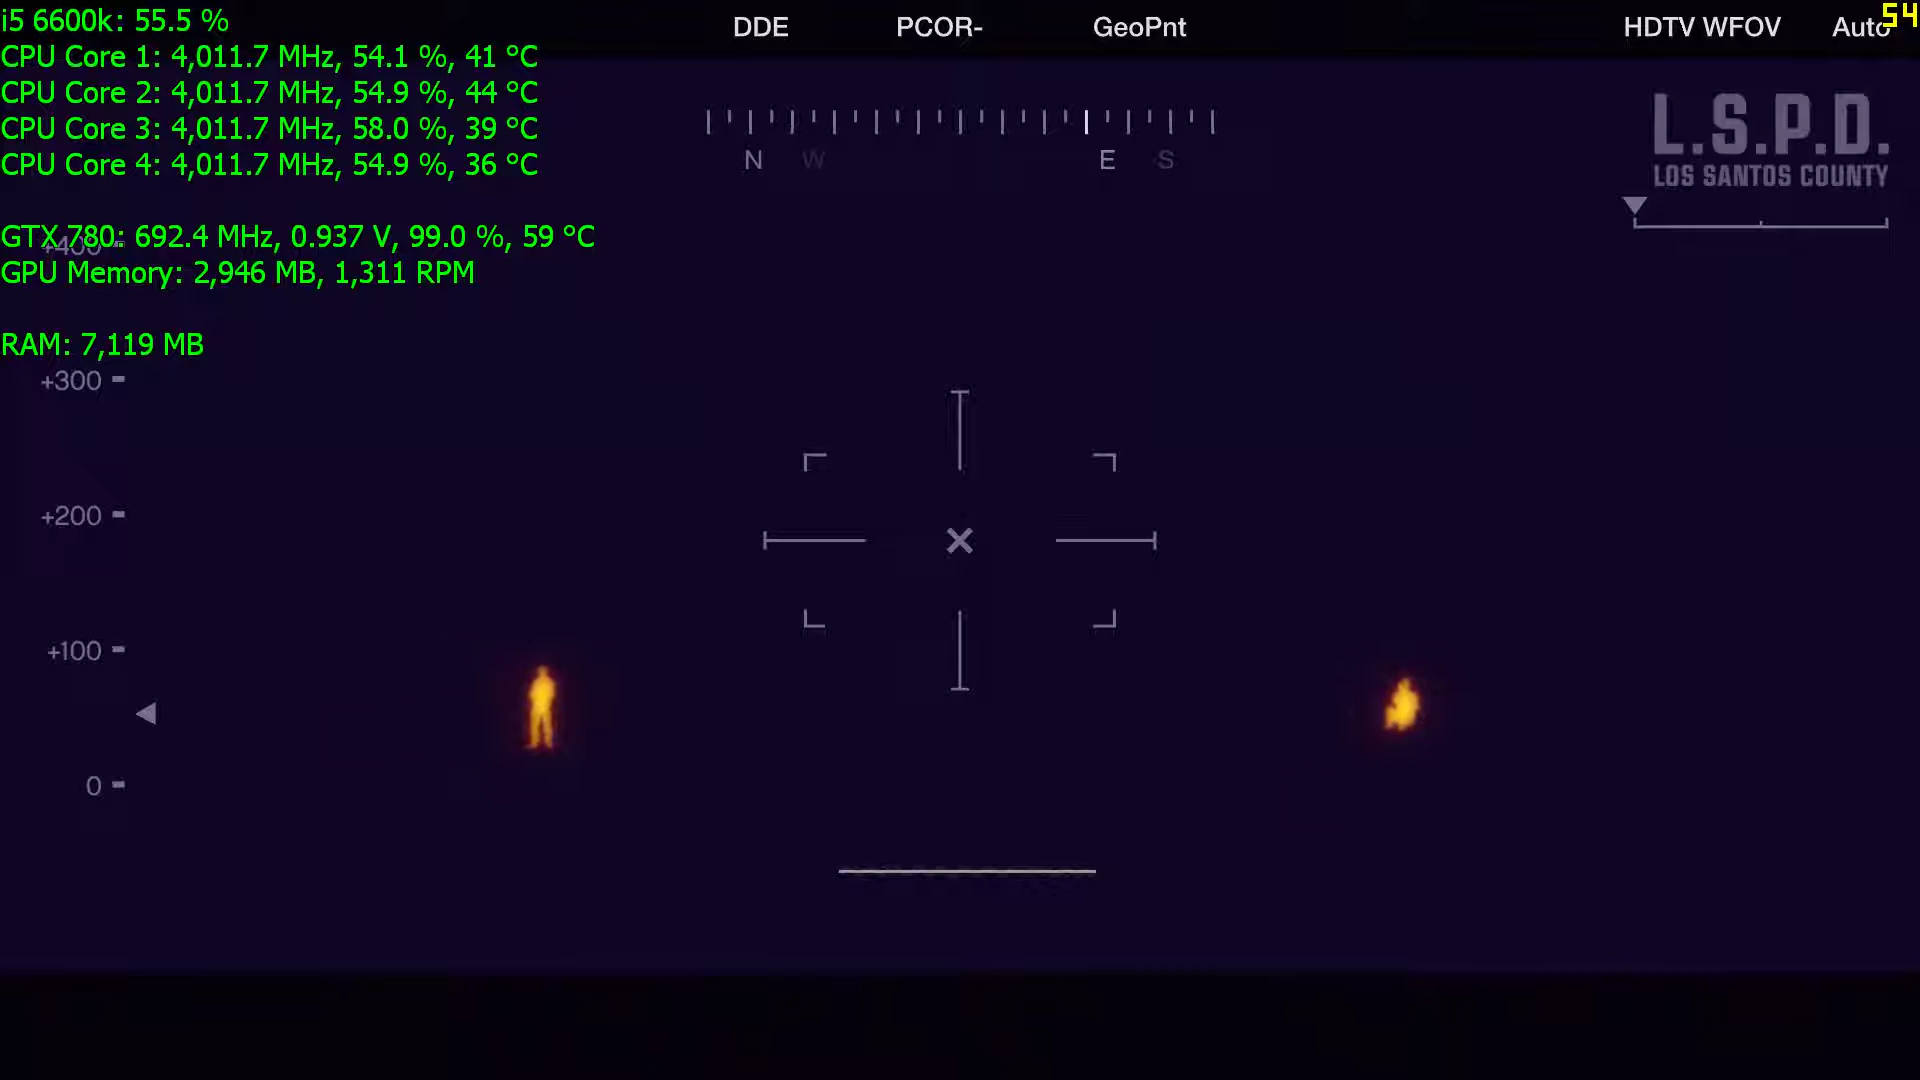 i5 6600k: 55.5 %
CPU Core 1: 4,011.7 MHz, 54.1 %, 41 °C
CPU Core 2: 4,011.7 MHz, 54.9 %, 44 °C
CPU Core 3: 4,011.7 MHz, 58.0 %, 39 °C
CPU Core 4: 4,011.7 MHz, 54.9 %, 36 °C
GTX 780: 692.4 MHz, 0.937 V, 99.0 %, 59 °C
GPU Memory: 2,946 MB, 1,311 RPM
RAM: 7,119 MB
DDE PCOR- GeoPnt HDTV WFOV Auto 54
N W E S
L.S.P.D.
LOS SANTOS COUNTY
+400
+300
+200
+100
0